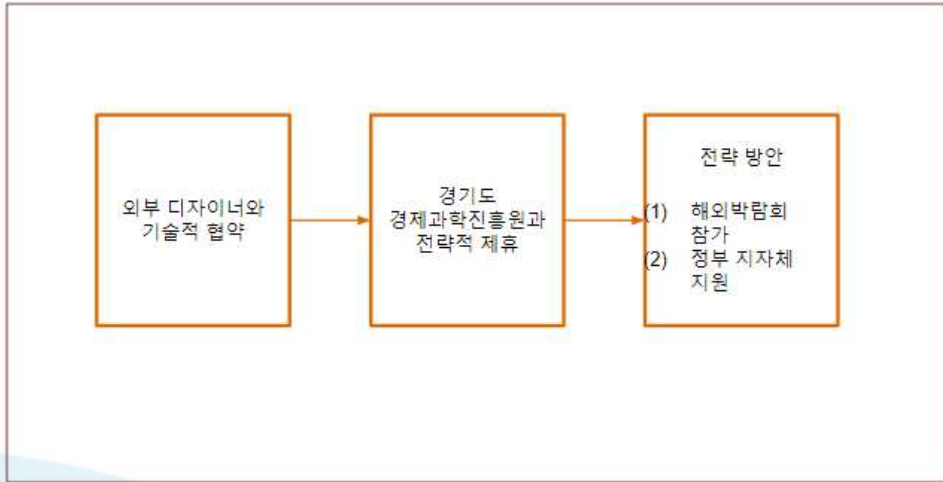 외부 디자이너와
기술적 협약
경기도
경제과학진흥원과
전략적 제휴
전략 방안
(1) 해외박람회
참가
(2) 정부 지자체
지원